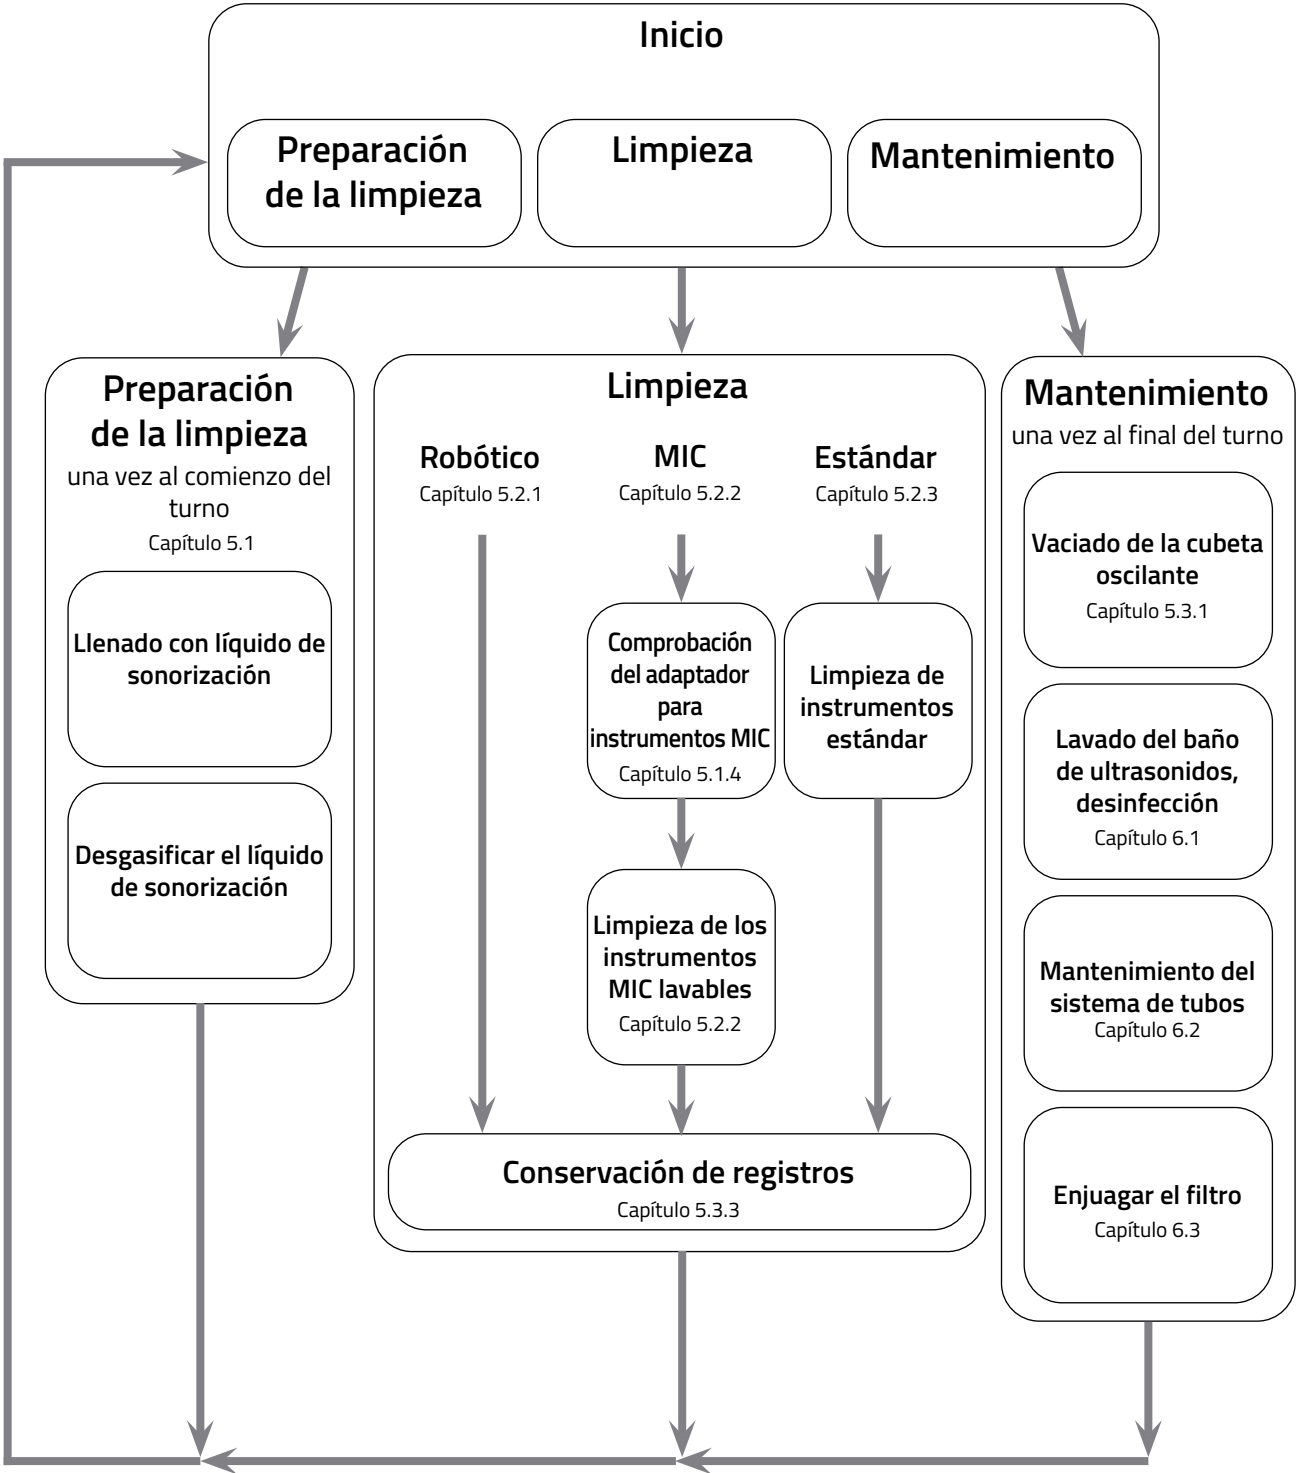 Inicio
Preparación
de la limpieza
Limpieza
Mantenimiento
Preparación
de la limpieza
una vez al comienzo del
turno
Capítulo 5.1
Llenado con líquido de
sonorización
Desgasificar el líquido
de sonorización
Limpieza
Robótico
Capítulo 5.2.1
MIC
Capítulo 5.2.2
Estándar
Capítulo 5.2.3
Comprobación
del adaptador
para
instrumentos MIC
Capítulo 5.1.4
Limpieza de
instrumentos
estándar
Limpieza de los
instrumentos
MIC lavables
Capítulo 5.2.2
Conservación de registros
Capítulo 5.3.3
Mantenimiento
una vez al final del turno
Vaciado de la cubeta
oscilante
Capítulo 5.3.1
Lavado del baño
de ultrasonidos,
desinfección
Capítulo 6.1
Mantenimiento del
sistema de tubos
Capítulo 6.2
Enjuagar el filtro
Capítulo 6.3